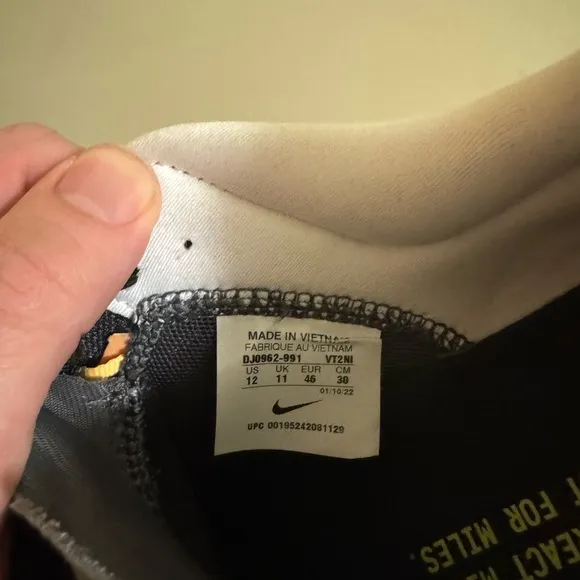 MADE IN VIETNAM
FABRIQUE AU VIETNAM
DJ0962-991 VT2NI
US UK EUR CM
12 11 46 30
01/10/22
UPC 00195242081129
REACT
T FOR MILES.